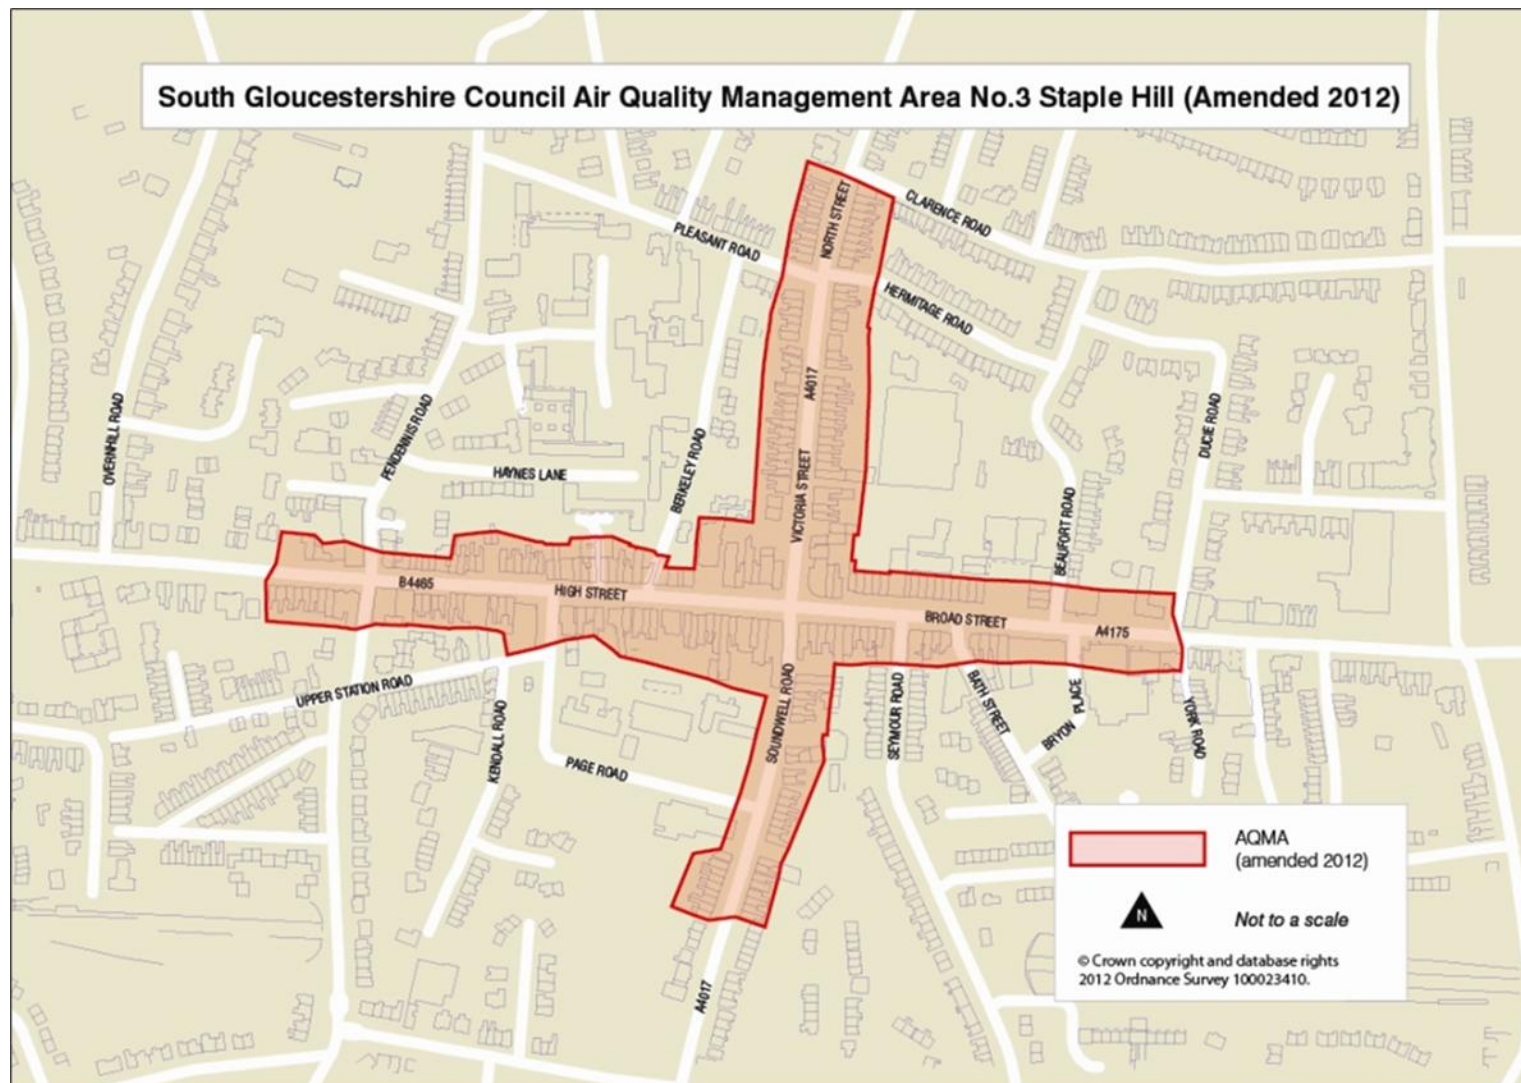 South Gloucestershire Council Air Quality Management Area No.3 Staple Hill (Amended 2012)
NORTH STREET
CLARENCE ROAD
PLEASANT ROAD
HERMITAGE ROAD
A4017
OVERNHILL ROAD
PENDENNIS ROAD
DUCIE ROAD
BERKELEY ROAD
HAYNES LANE
VICTORIA STREET
BEAUFORT ROAD
B4465
HIGH STREET
BROAD STREET
A4175
UPPER STATION ROAD
KENDALL ROAD
PAGE ROAD
SOUNDWELL ROAD
SEYMOUR ROAD
BATH STREET
BRYON PLACE
YORK ROAD
A4017
AQMA
(amended 2012)
N
Not to a scale
© Crown copyright and database rights
2012 Ordnance Survey 100023410.